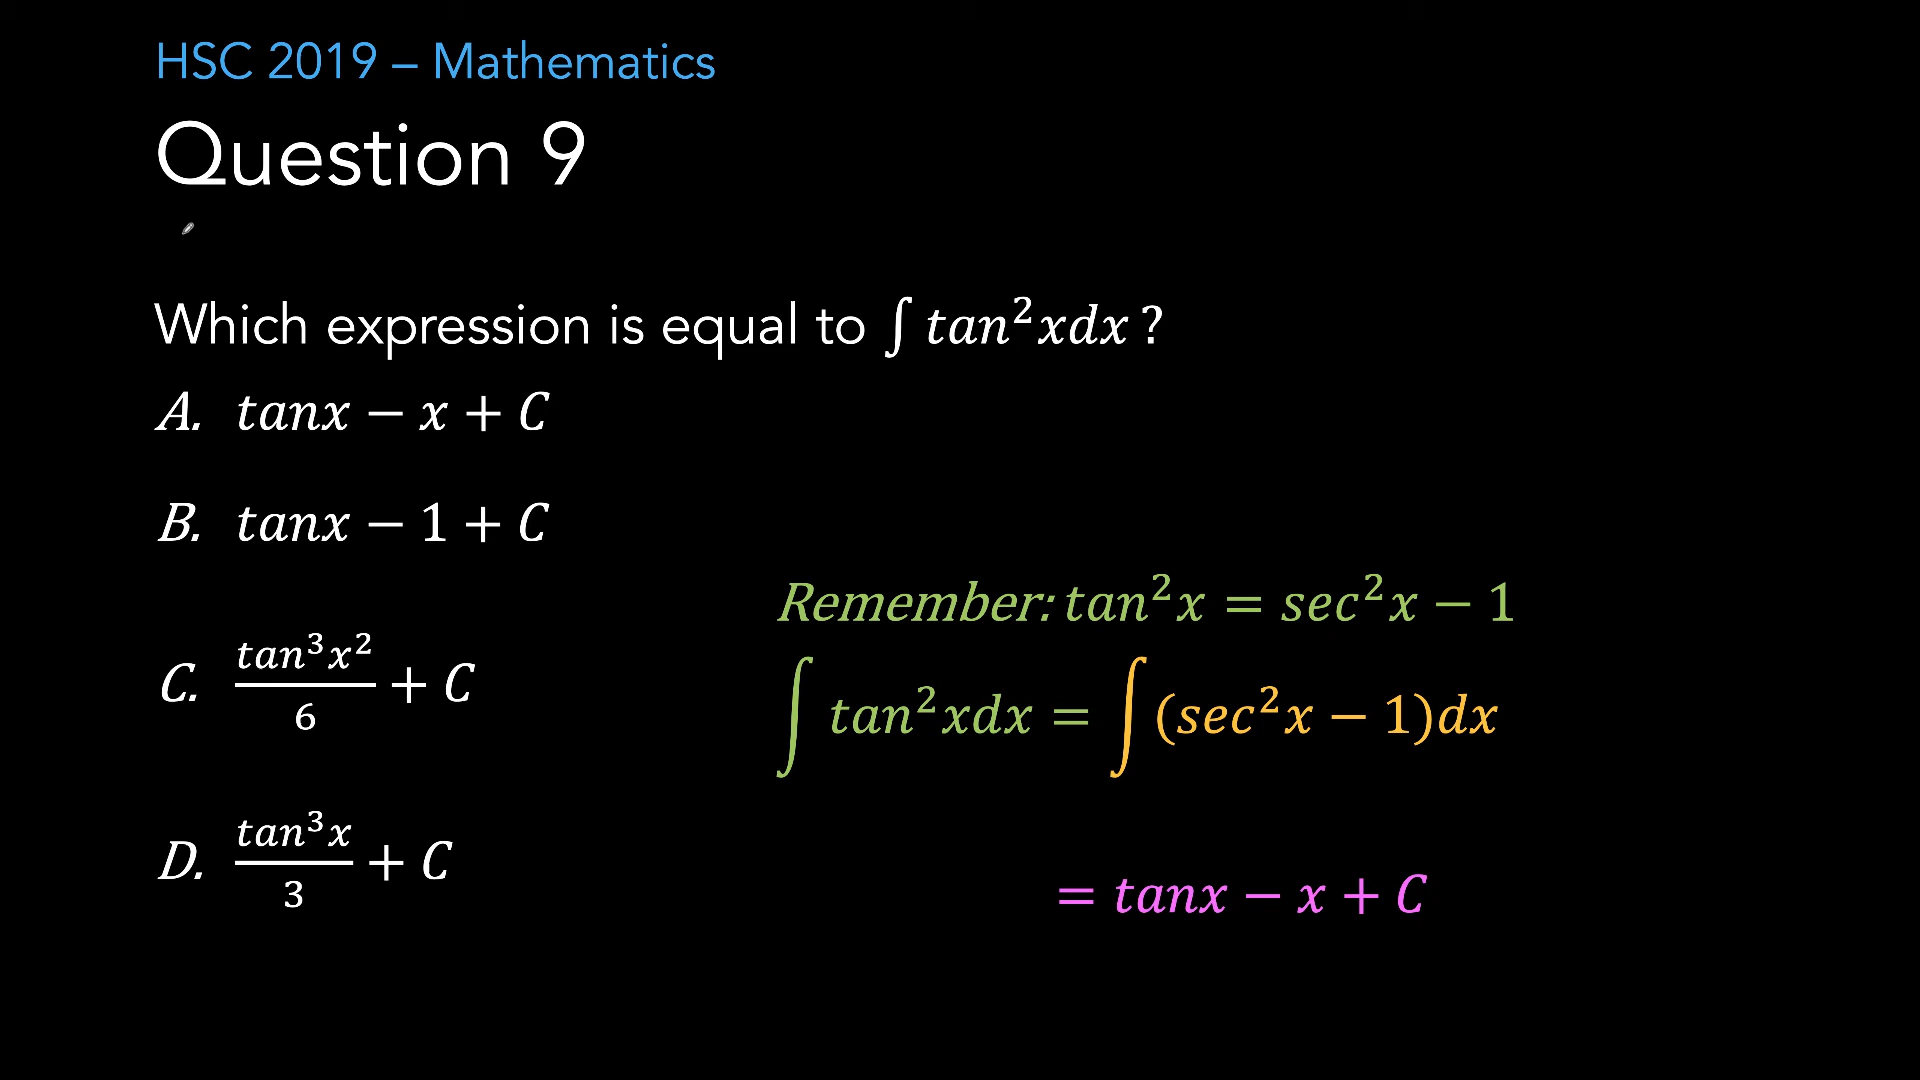 HSC 2019 – Mathematics
Question 9
Which expression is equal to ∫ tan²xdx ?
A. tanx − x + C
B. tanx − 1 + C
C. tan³x²/6 + C
D. tan³x/3 + C
Remember: tan²x = sec²x − 1
∫ tan²xdx = ∫ (sec²x − 1)dx
= tanx − x + C